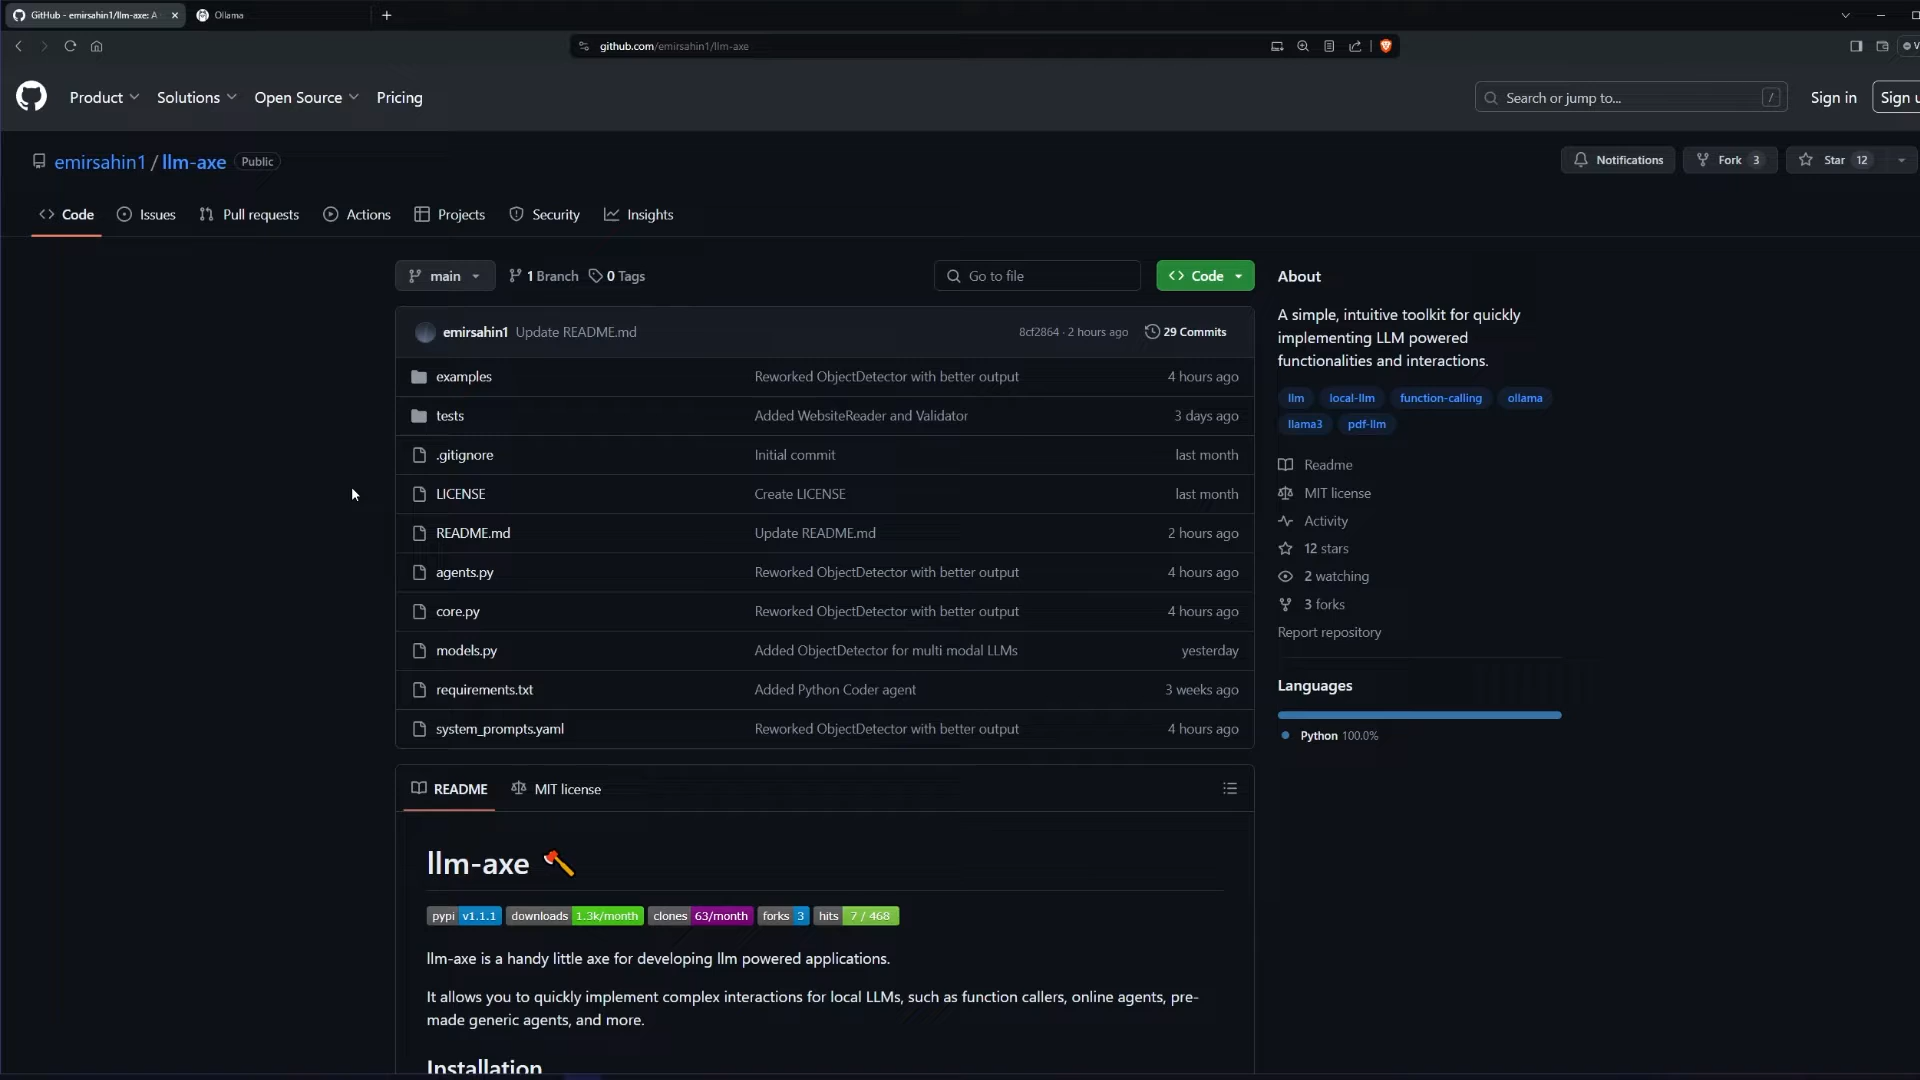 GitHub - emirsahin1/llm-axe: A
Ollama
github.com/emirsahin1/llm-axe
Product
Solutions
Open Source
Pricing
Search or jump to...
/
Sign in
Sign
emirsahin1 / llm-axe
Public
Notifications
Fork 3
Star 12
Code
Issues
Pull requests
Actions
Projects
Security
Insights
main
1 Branch
0 Tags
Go to file
Code
emirsahin1 Update README.md 8cf2864 · 2 hours ago 29 Commits
examples Reworked ObjectDetector with better output 4 hours ago
tests Added WebsiteReader and Validator 3 days ago
.gitignore Initial commit last month
LICENSE Create LICENSE last month
README.md Update README.md 2 hours ago
agents.py Reworked ObjectDetector with better output 4 hours ago
core.py Reworked ObjectDetector with better output 4 hours ago
models.py Added ObjectDetector for multi modal LLMs yesterday
requirements.txt Added Python Coder agent 3 weeks ago
system_prompts.yaml Reworked ObjectDetector with better output 4 hours ago
About
A simple, intuitive toolkit for quickly
implementing LLM powered
functionalities and interactions.
llm local-llm function-calling ollama
llama3 pdf-llm
Readme
MIT license
Activity
12 stars
2 watching
3 forks
Report repository
Languages
Python 100.0%
README
MIT license
llm-axe
pypi v1.1.1 downloads 1.3k/month clones 63/month forks 3 hits 7 / 468
llm-axe is a handy little axe for developing llm powered applications.
It allows you to quickly implement complex interactions for local LLMs, such as function callers, online agents, pre-
made generic agents, and more.
Installation